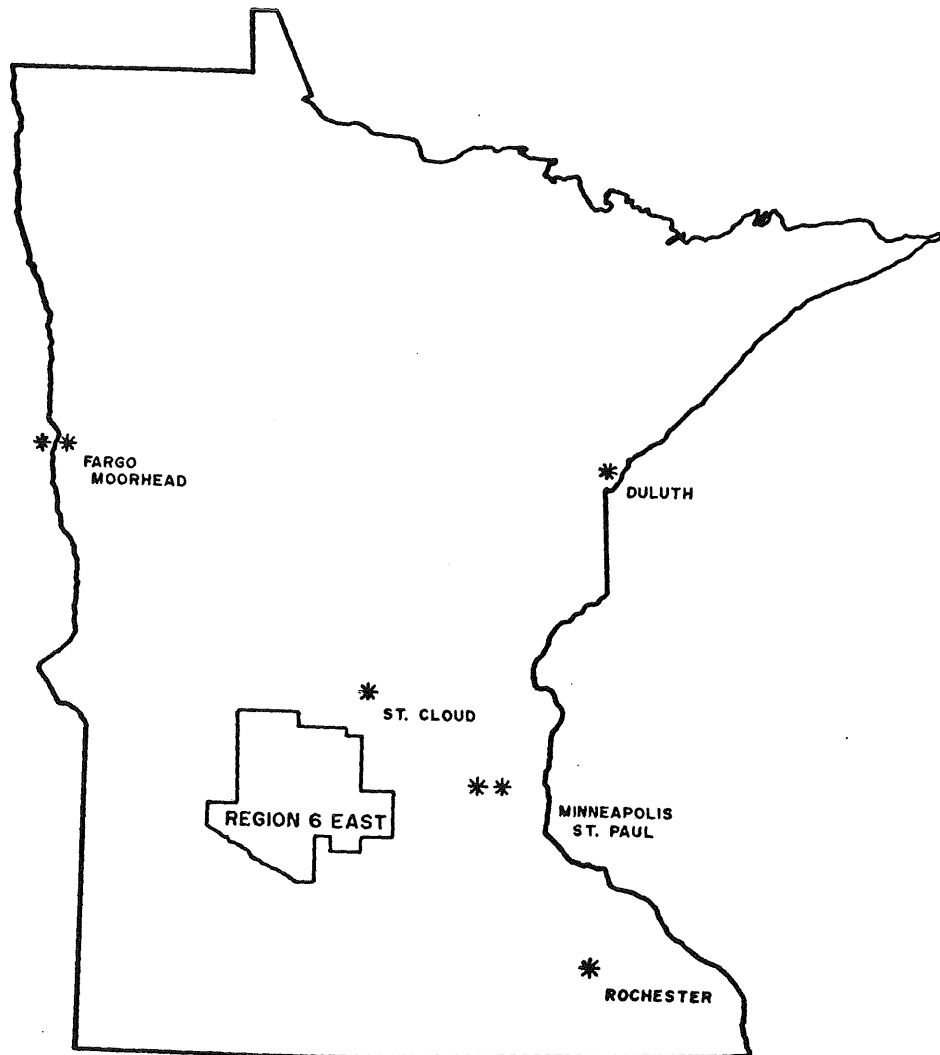 FARGO
MOORHEAD
DULUTH
ST. CLOUD
REGION 6 EAST
MINNEAPOLIS
ST. PAUL
ROCHESTER